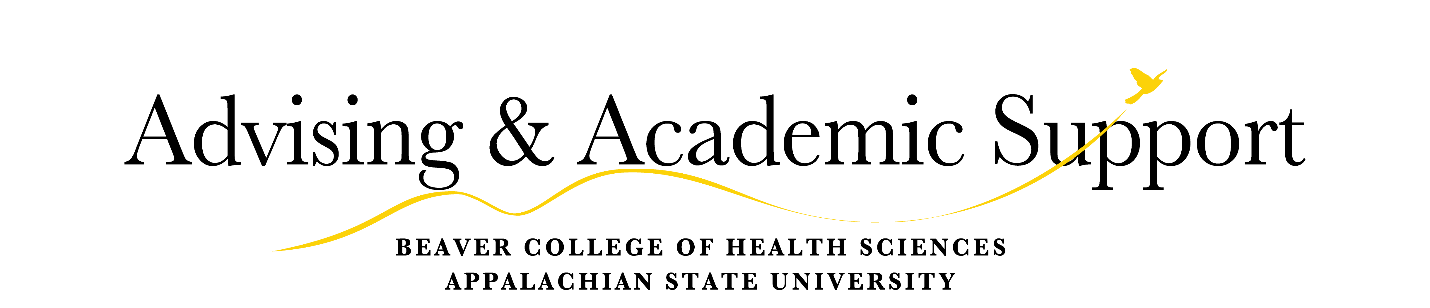 Advising & Academic Support
BEAVER COLLEGE OF HEALTH SCIENCES
APPALACHIAN STATE UNIVERSITY